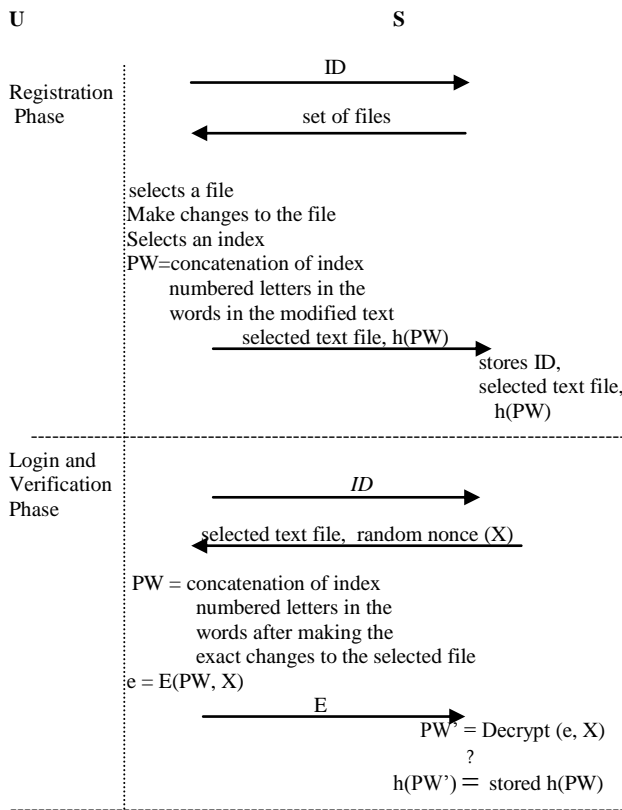 U S
ID
Registration
Phase
set of files
selects a file
Make changes to the file
Selects an index
PW=concatenation of index
numbered letters in the
words in the modified text
selected text file, h(PW)
stores ID,
selected text file,
h(PW)
Login and
Verification
Phase
ID
selected text file, random nonce (X)
PW = concatenation of index
numbered letters in the
words after making the
exact changes to the selected file
e = E(PW, X)
E
PW' = Decrypt (e, X)
?
h(PW') = stored h(PW)